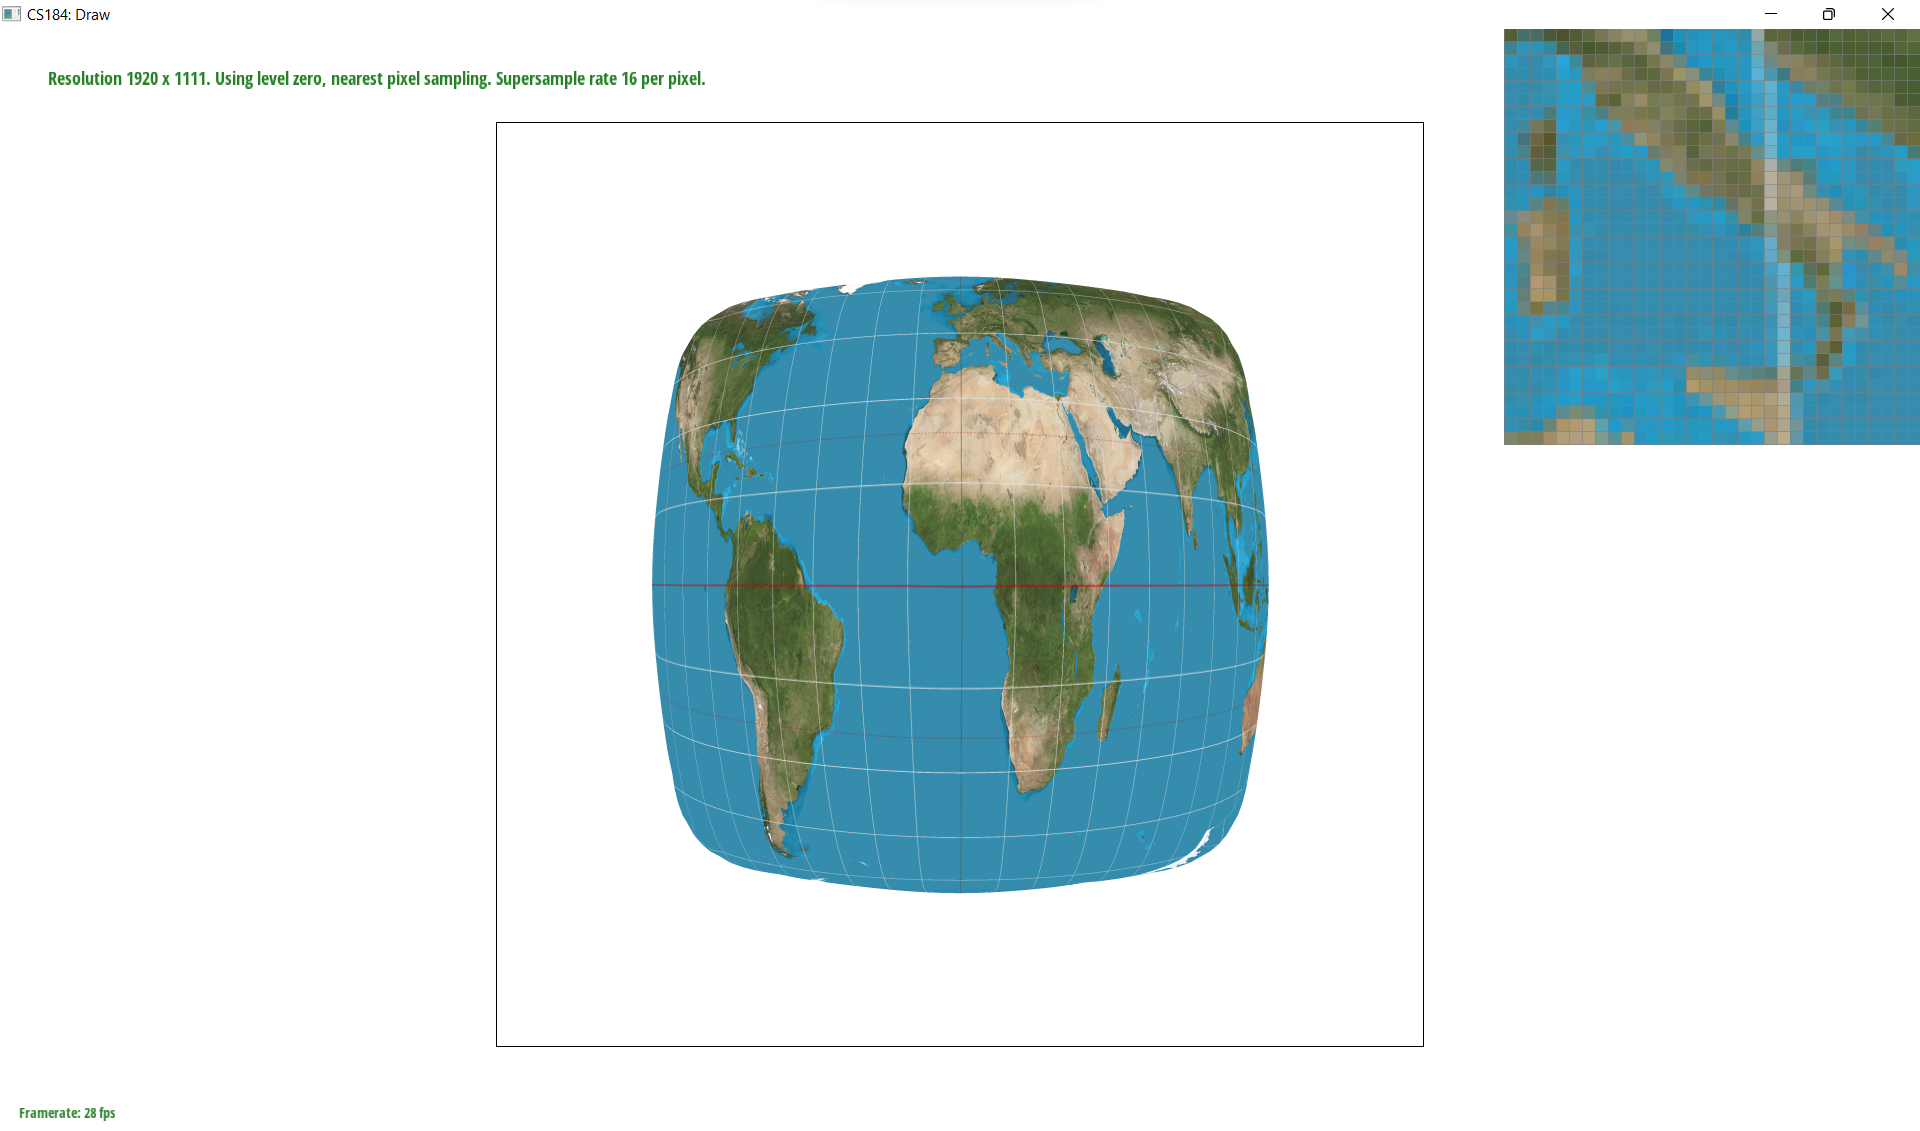 CS184: Draw
Resolution 1920 x 1111. Using level zero, nearest pixel sampling. Supersample rate 16 per pixel.
Framerate: 28 fps